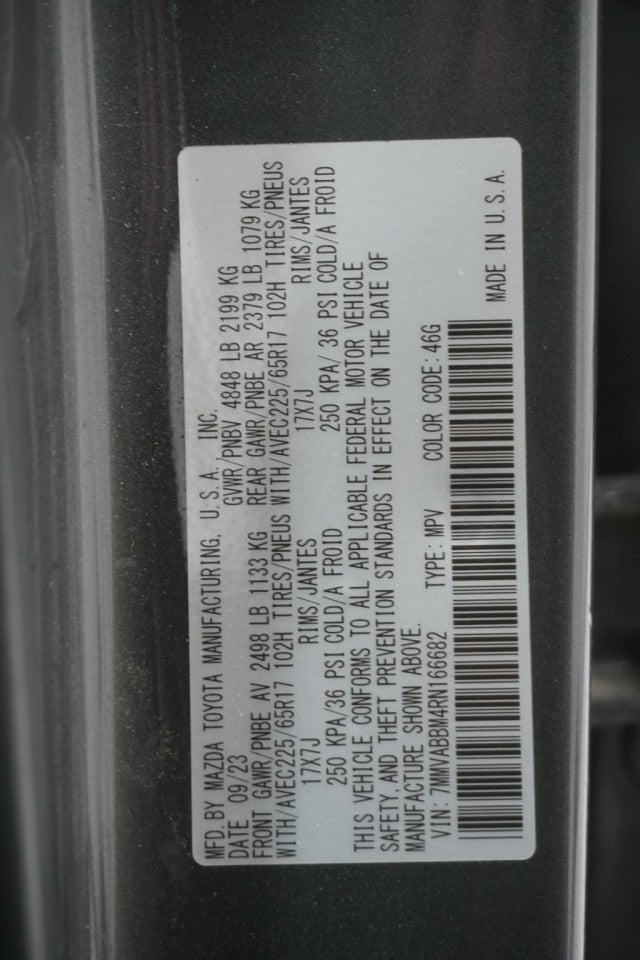 MFD. BY MAZDA TOYOTA MANUFACTURING, U.S.A. INC.
DATE 09/23 GVWR/PNBV 4848 LB 2199 KG
FRONT GAWR/PNBE AV 2498 LB 1133 KG REAR GAWR/PNBE AR 2379 LB 1079 KG
WITH/AVEC225/65R17 102H TIRES/PNEUS WITH/AVEC225/65R17 102H TIRES/PNEUS
17X7J RIMS/JANTES 17X7J RIMS/JANTES
250 KPA/36 PSI COLD/A FROID 250 KPA/ 36 PSI COLD/A FROID
THIS VEHICLE CONFORMS TO ALL APPLICABLE FEDERAL MOTOR VEHICLE
SAFETY, AND THEFT PREVENTION STANDARDS IN EFFECT ON THE DATE OF
MANUFACTURE SHOWN ABOVE.
VIN: 7MMVABBM4RN166682 TYPE: MPV COLOR CODE: 46G
MADE IN U.S.A.